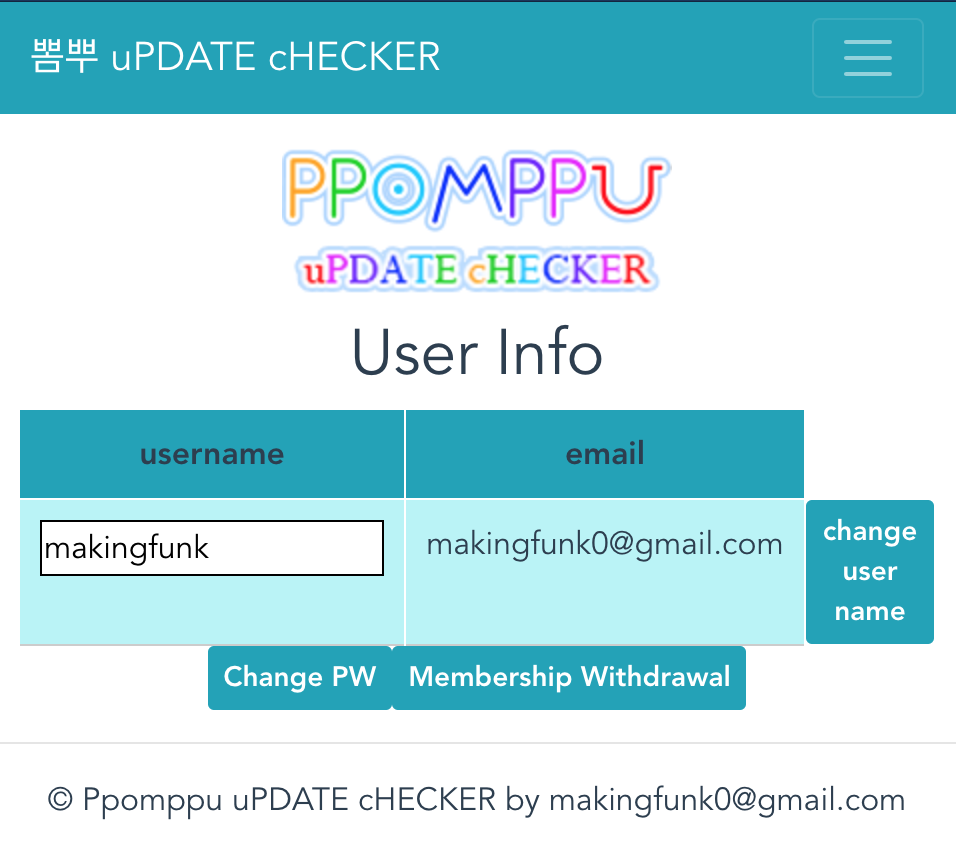 뽐뿌 uPDATE cHECKER
PPOMPPU
uPDATE cHECKER
User Info
username email
makingfunk makingfunk0@gmail.com change
user
name
Change PW Membership Withdrawal
© Ppomppu uPDATE cHECKER by makingfunk0@gmail.com